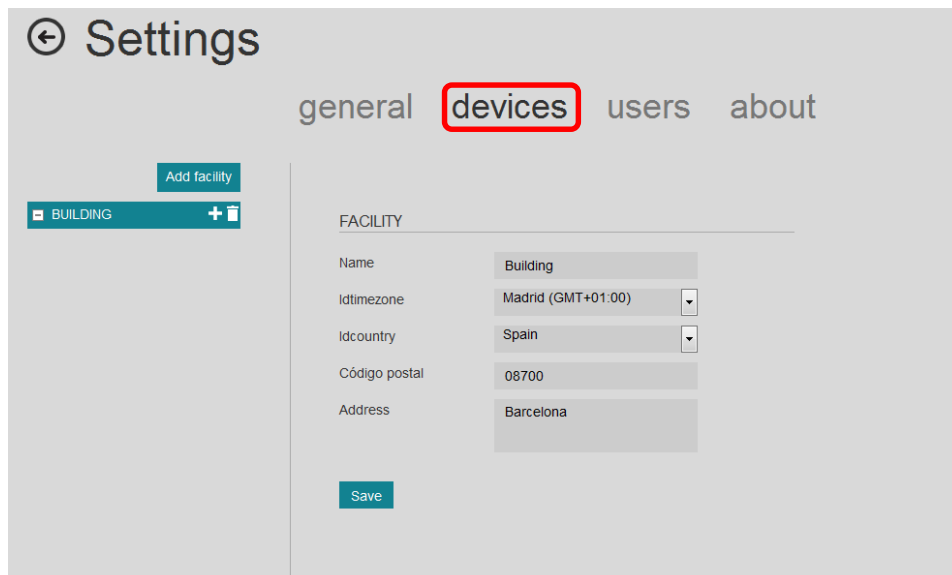 Settings
general devices users about
Add facility
BUILDING
FACILITY
Name Building
Idtimezone Madrid (GMT+01:00)
Idcountry Spain
Código postal 08700
Address Barcelona
Save